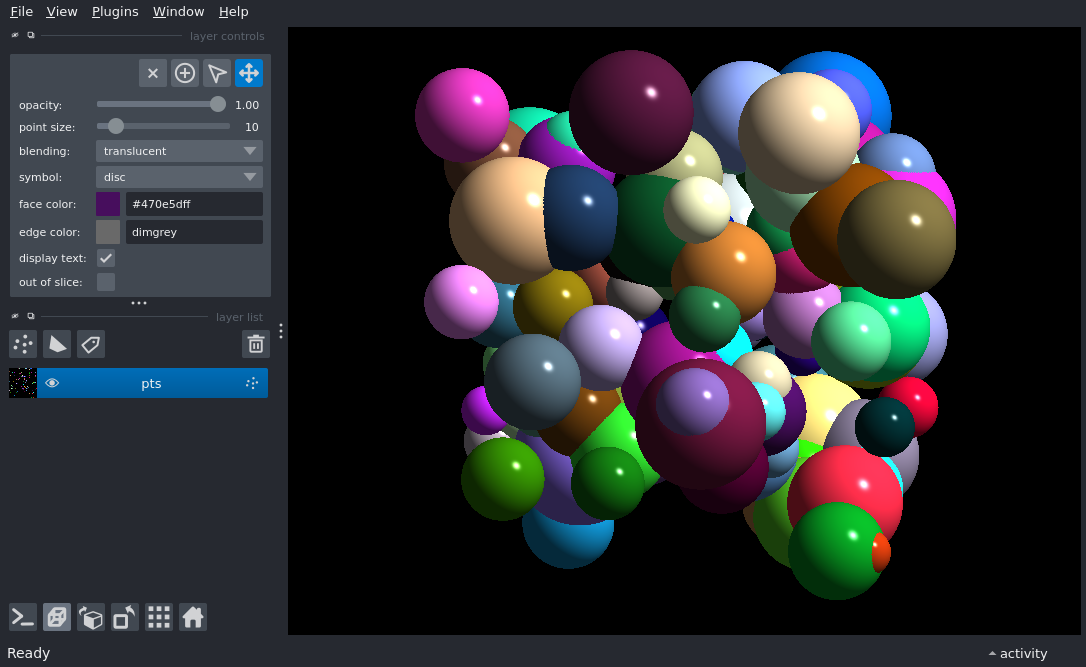 File View Plugins Window Help
layer controls
opacity: 1.00
point size: 10
blending: translucent
symbol: disc
face color: #470e5dff
edge color: dimgrey
display text:
out of slice:
layer list
pts
Ready
activity